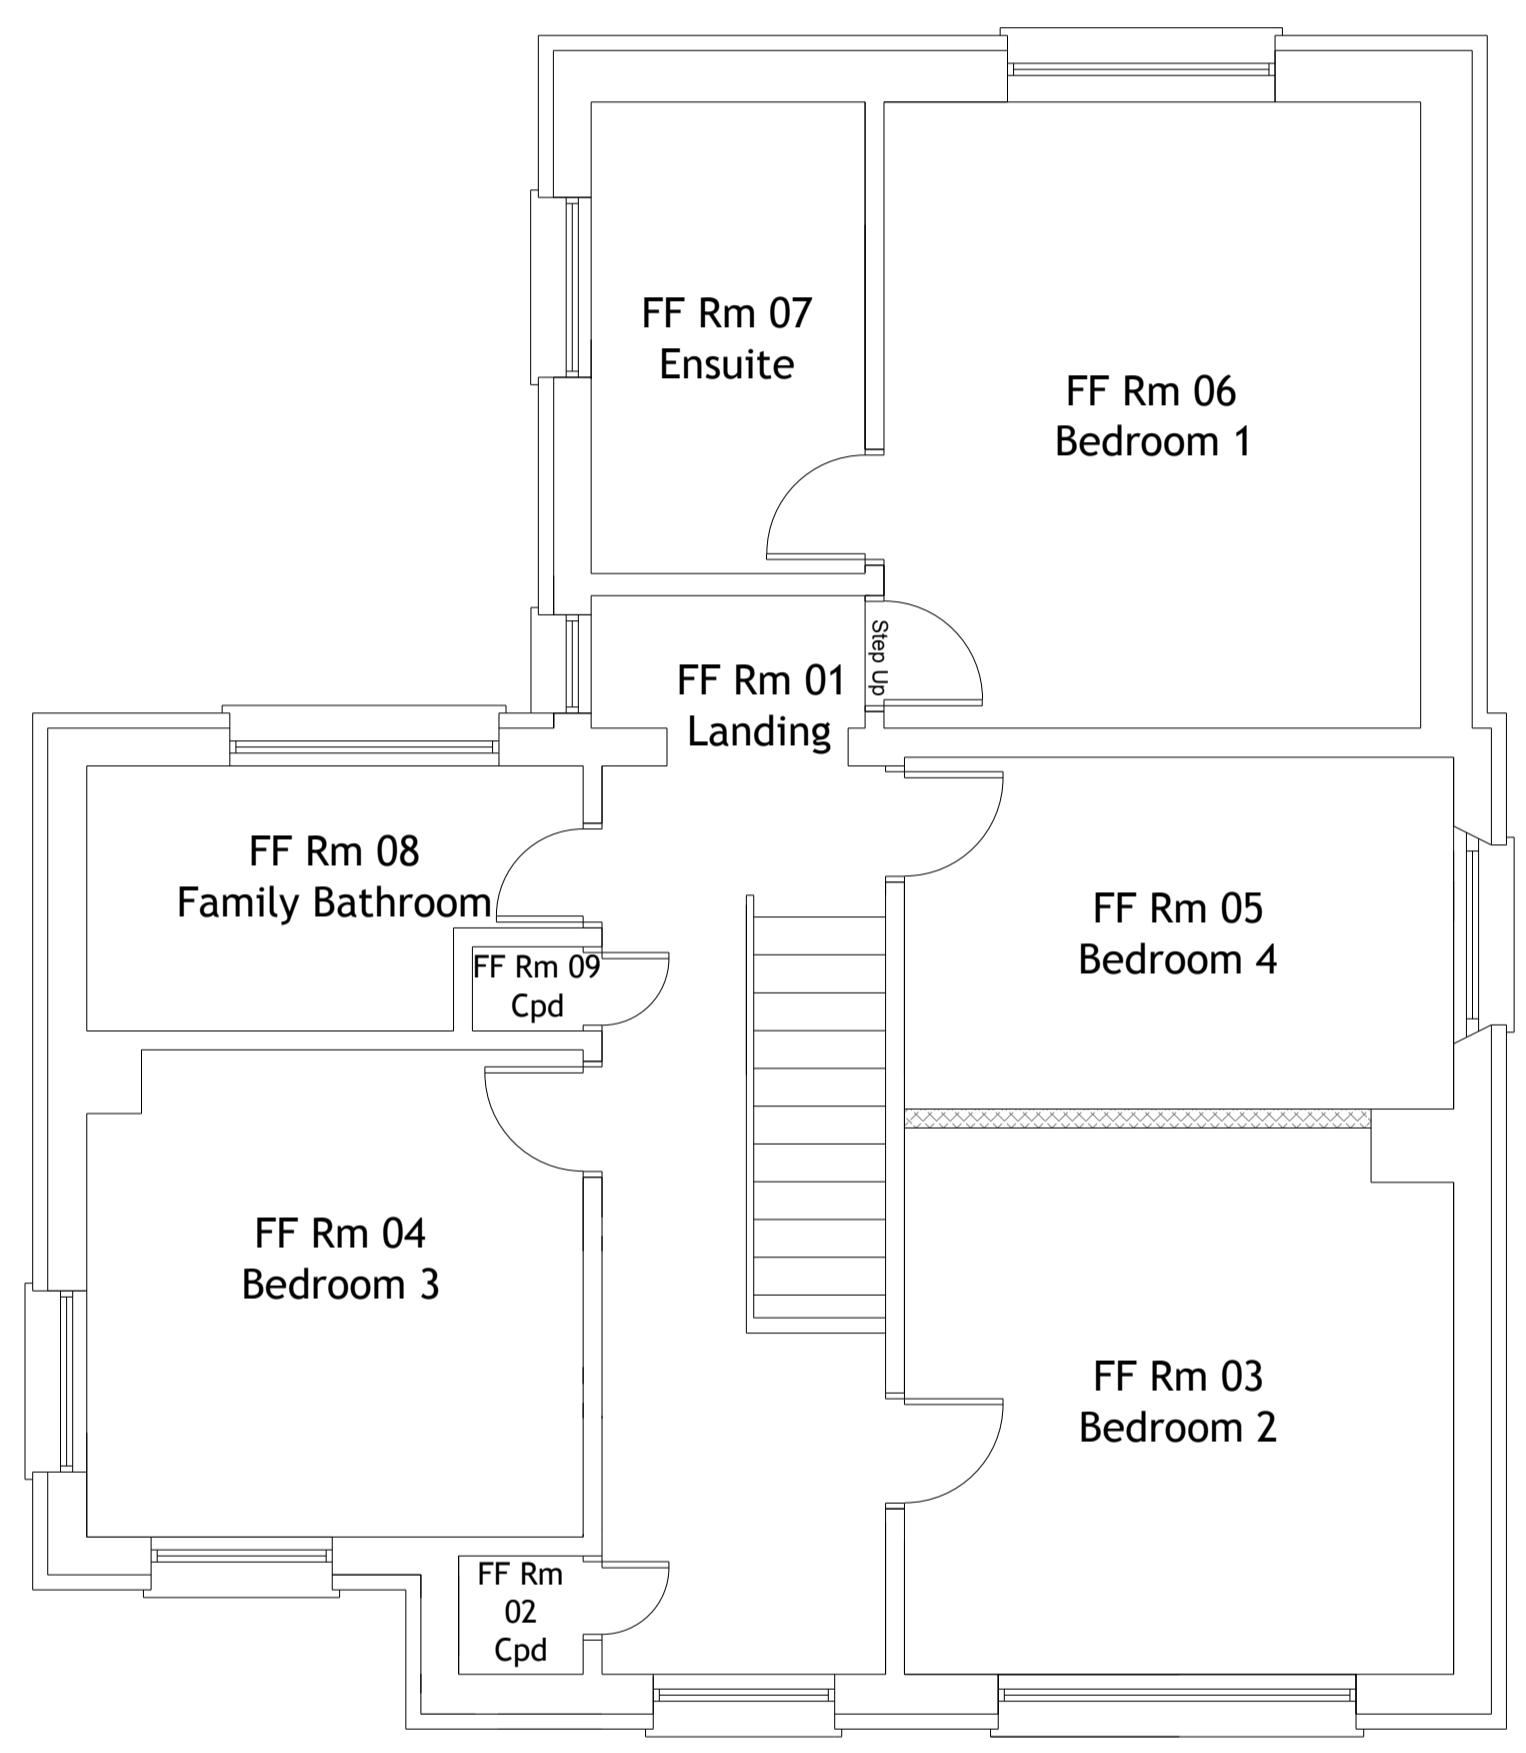 FF Rm 07
Ensuite
FF Rm 06
Bedroom 1
Step Up
FF Rm 01
Landing
FF Rm 08
Family Bathroom
FF Rm 05
Bedroom 4
FF Rm 09
Cpd
FF Rm 04
Bedroom 3
FF Rm 03
Bedroom 2
FF Rm
02
Cpd